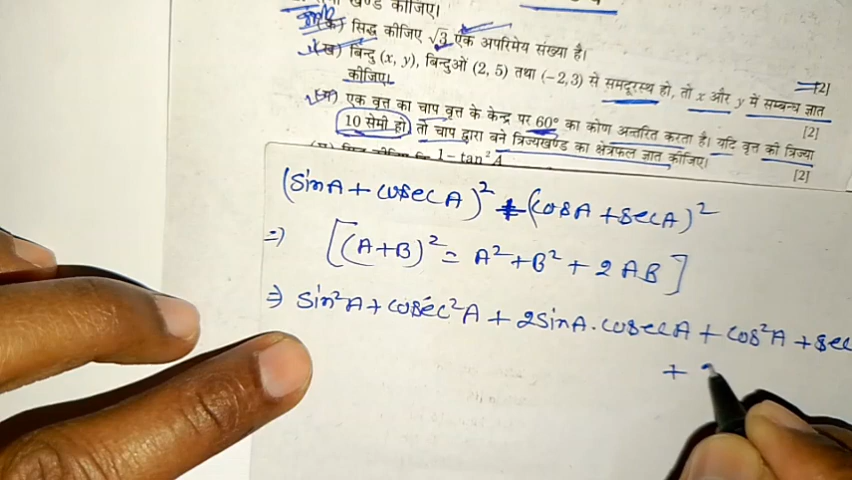 खण्ड कीजिए।
सिद्ध कीजिए √3 एक अपरिमेय संख्या है।
(ख) बिन्दु (x, y), बिन्दुओं (2, 5) तथा (−2, 3) से समदूरस्थ हो, तो x और y में सम्बन्ध ज्ञात
कीजिए। [2]
एक वृत्त का चाप वृत्त के केन्द्र पर 60° का कोण अन्तरित करता है। यदि वृत्त की त्रिज्या
10 सेमी हो, तो चाप द्वारा बने त्रिज्यखण्ड का क्षेत्रफल ज्ञात कीजिए। [2]
1 − tan² A
(sinA + cosecA)² + (cosA + secA)²
⇒ [(A+B)² = A² + B² + 2AB]
⇒ sin²A + cosec²A + 2sinA.cosecA + cos²A + sec
+